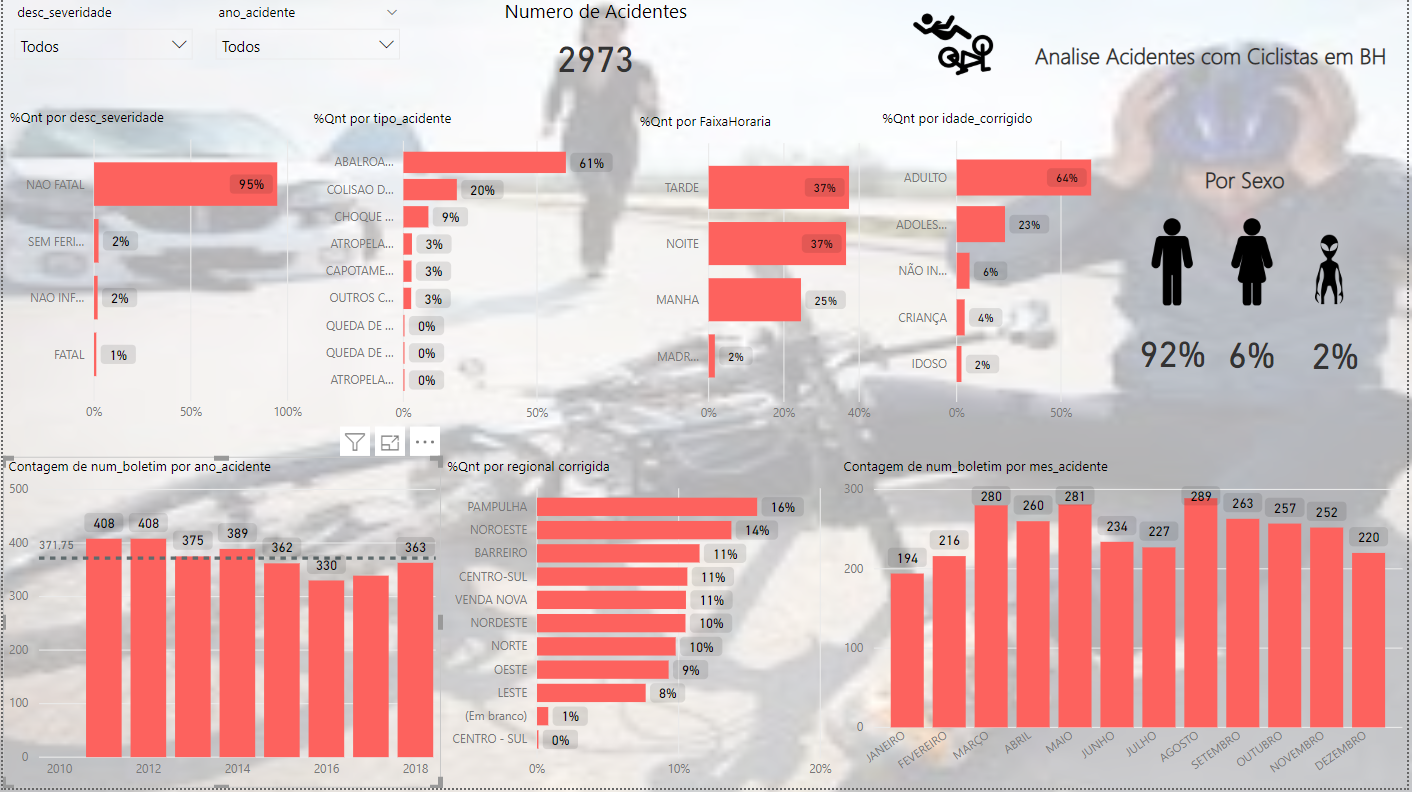 desc_severidade
Todos
ano_acidente
Todos
Numero de Acidentes
2973
Analise Acidentes com Ciclistas em BH
%Qnt por desc_severidade
NAO FATAL 95%
SEM FERI... 2%
NAO INF... 2%
FATAL 1%
0% 50% 100%
%Qnt por tipo_acidente
ABALROA... 61%
COLISAO D... 20%
CHOQUE ... 9%
ATROPELA... 3%
CAPOTAME... 3%
OUTROS C... 3%
QUEDA DE ... 0%
QUEDA DE ... 0%
ATROPELA... 0%
0% 50%
%Qnt por FaixaHoraria
TARDE 37%
NOITE 37%
MANHA 25%
MADR... 2%
0% 20% 40%
%Qnt por idade_corrigido
ADULTO 64%
ADOLES... 23%
NÃO IN... 6%
CRIANÇA 4%
IDOSO 2%
0% 50%
Por Sexo
92% 6% 2%
Contagem de num_boletim por ano_acidente
500
400
300
200
100
0
371,75
408 408 375 389 362 330 363
2010 2012 2014 2016 2018
%Qnt por regional corrigida
PAMPULHA 16%
NOROESTE 14%
BARREIRO 11%
CENTRO-SUL 11%
VENDA NOVA 11%
NORDESTE 10%
NORTE 10%
OESTE 9%
LESTE 8%
(Em branco) 1%
CENTRO - SUL 0%
0% 10% 20%
Contagem de num_boletim por mes_acidente
300
200
100
0
194 216 280 260 281 234 227 289 263 257 252 220
JANEIRO FEVEREIRO MARÇO ABRIL MAIO JUNHO JULHO AGOSTO SETEMBRO OUTUBRO NOVEMBRO DEZEMBRO